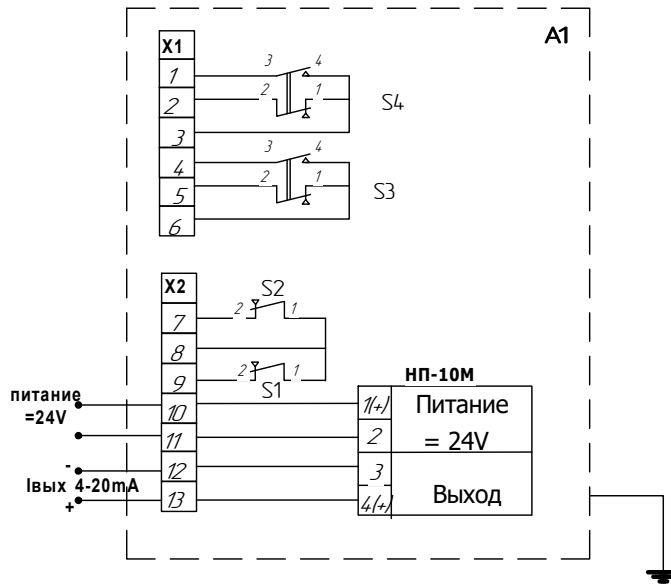 A1
X1
1
3 4
2
2 1
S4
3
4
3 4
5
2 1
S3
6
X2
S2
7
2 1
8
9
2 1
S1
НП-10М
питание
=24V
10
1(+)
Питание
11
2
= 24V
-
12
3
Iвых 4-20mA
+
13
4(+)
Выход